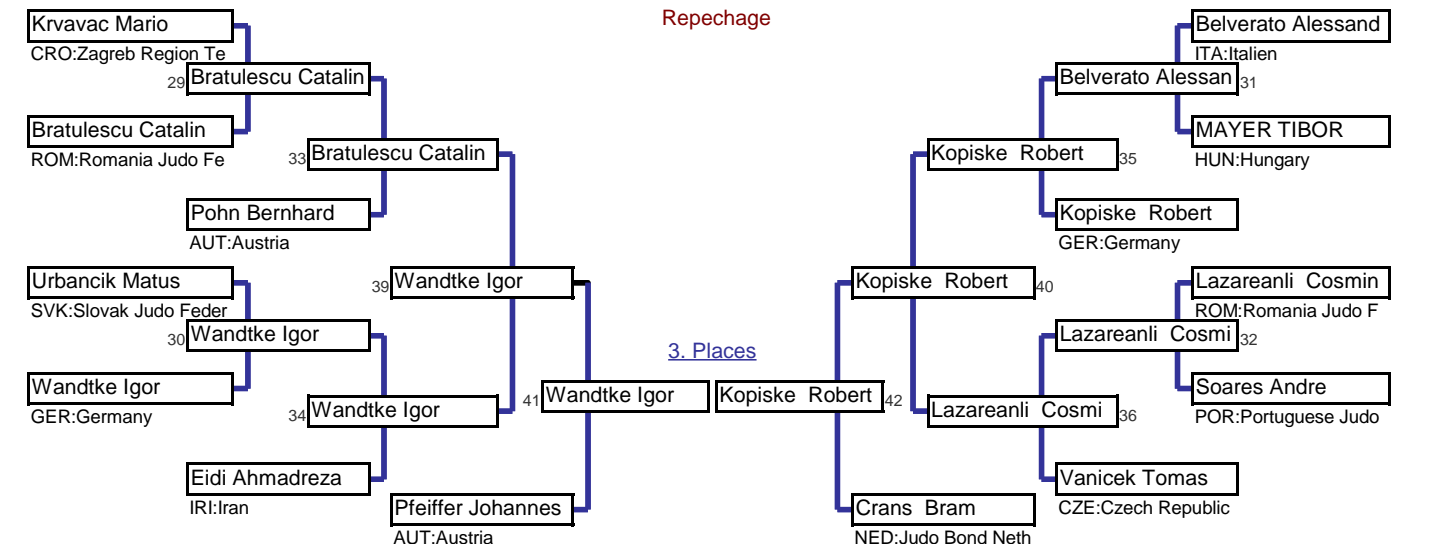 Repechage
Krvavac Mario
CRO:Zagreb Region Te
29 Bratulescu Catalin
Bratulescu Catalin
ROM:Romania Judo Fe
33 Bratulescu Catalin
Pohn Bernhard
AUT:Austria
Urbancik Matus
SVK:Slovak Judo Feder
30 Wandtke Igor
Wandtke Igor
GER:Germany
34 Wandtke Igor
Eidi Ahmadreza
IRI:Iran
39 Wandtke Igor
41 Wandtke Igor
Pfeiffer Johannes
AUT:Austria
3. Places
Belverato Alessand
ITA:Italien
Belverato Alessan 31
MAYER TIBOR
HUN:Hungary
Kopiske Robert 35
Kopiske Robert
GER:Germany
Kopiske Robert 40
Lazareanli Cosmin
ROM:Romania Judo F
Lazareanli Cosmi 32
Soares Andre
POR:Portuguese Judo
Kopiske Robert 42
Lazareanli Cosmi 36
Vanicek Tomas
CZE:Czech Republic
Crans Bram
NED:Judo Bond Neth